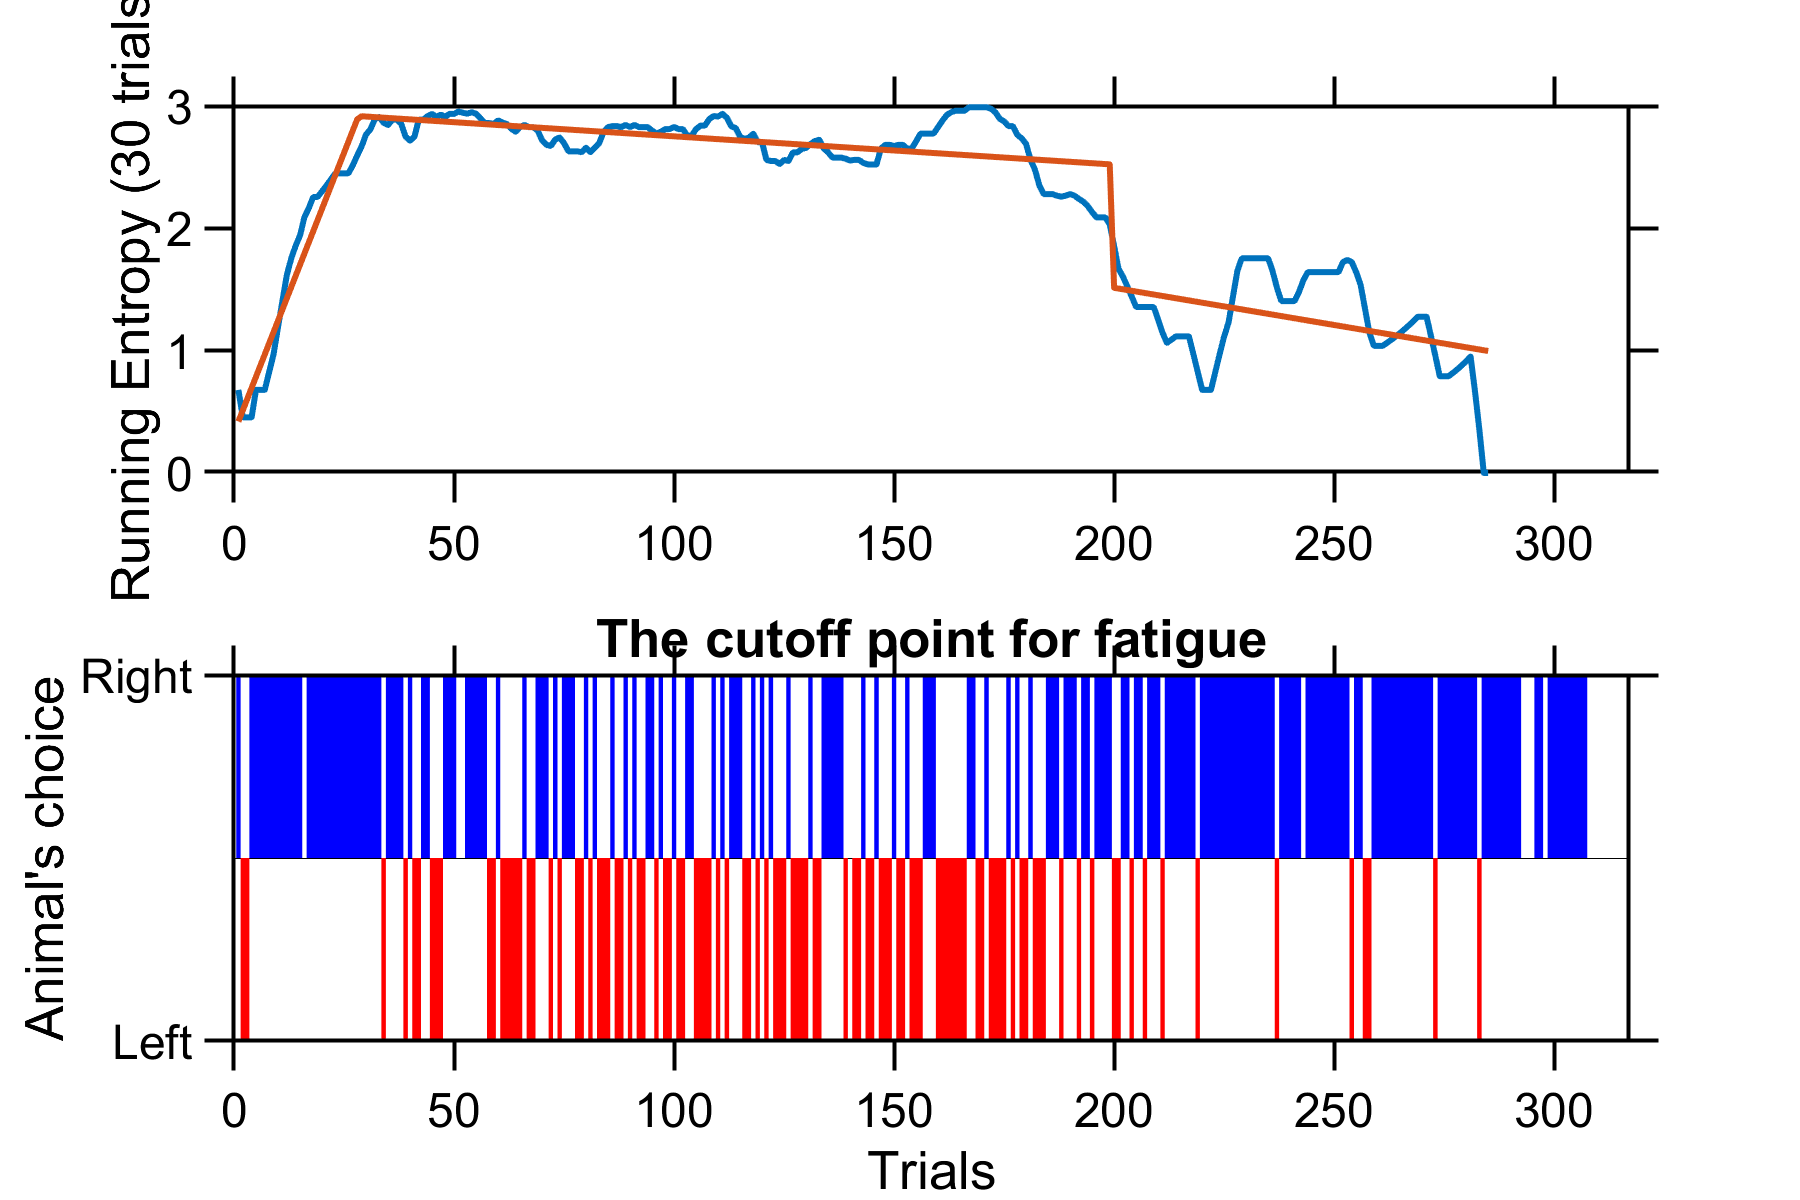 Running Entropy (30 trials
3
2
1
0
0 50 100 150 200 250 300
The cutoff point for fatigue
Animal's choice
Right
Left
0 50 100 150 200 250 300
Trials